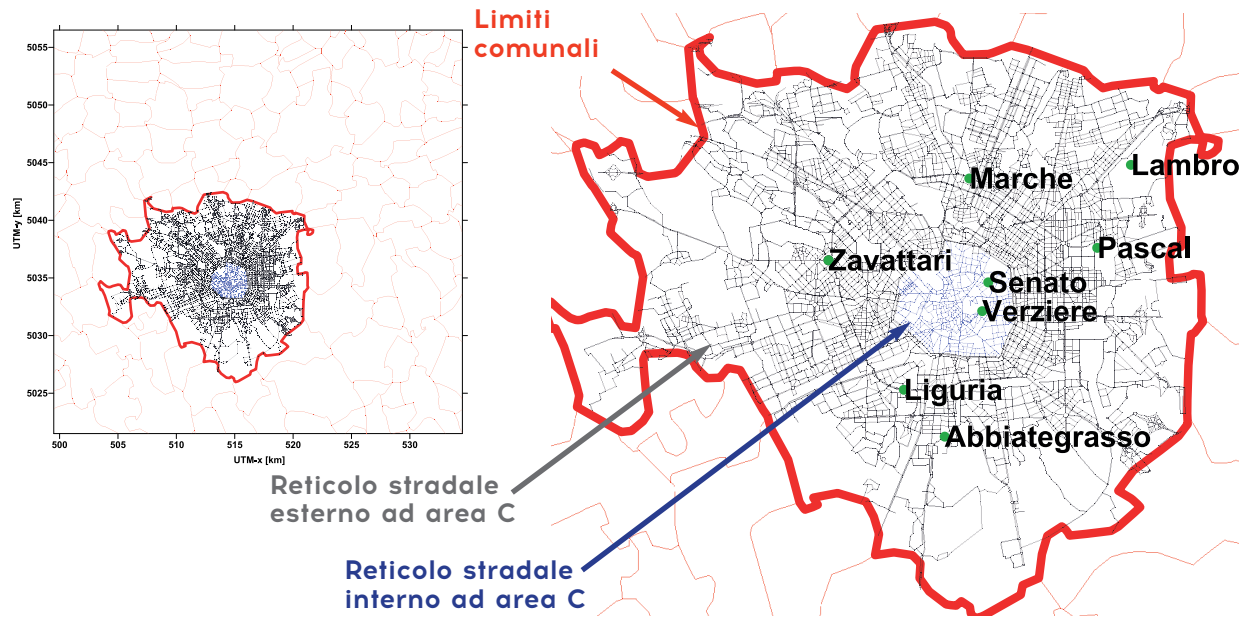 Limiti
comunali
5055
5050
5045
5040
5035
5030
5025
UTM-y [km]
500
505
510
515
520
525
530
UTM-x [km]
Marche
Lambro
Zavattari
Pascal
Senato
Verziere
Liguria
Abbiategrasso
Reticolo stradale
esterno ad area C
Reticolo stradale
interno ad area C